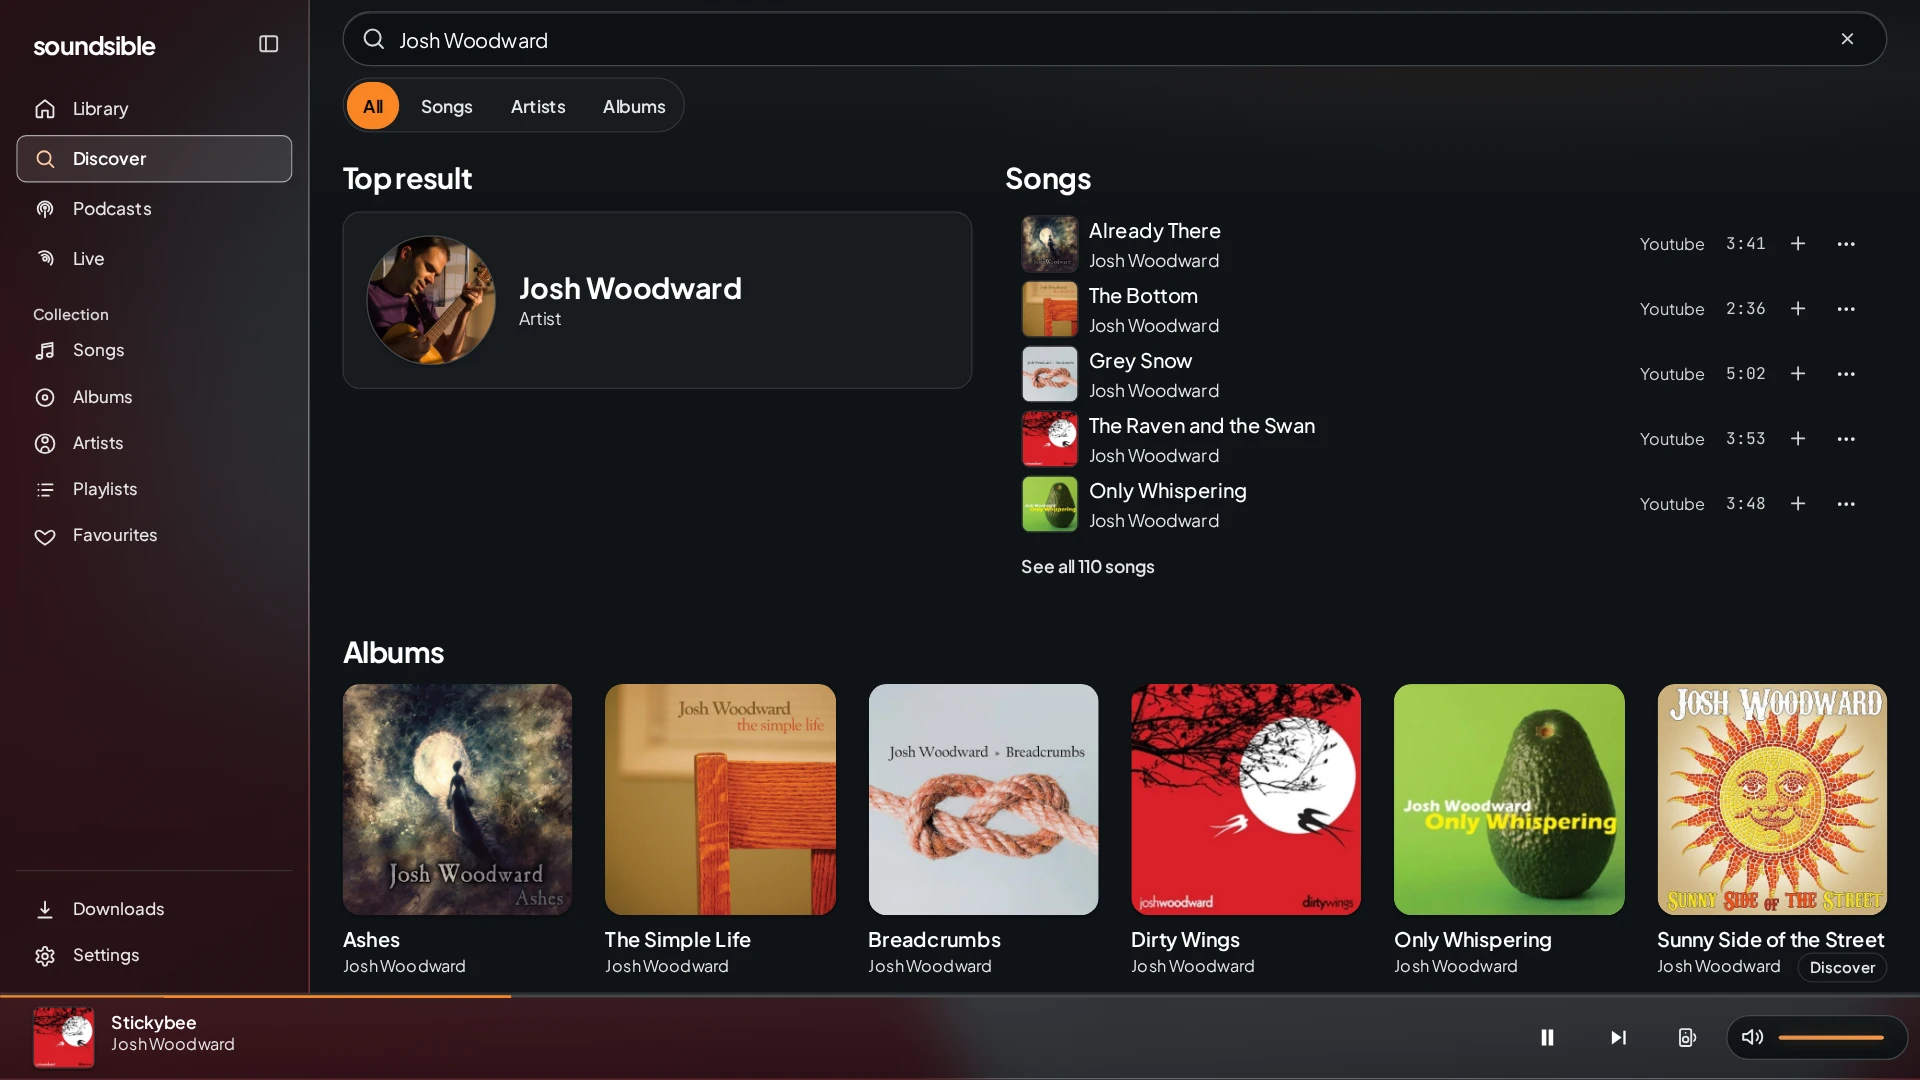 soundsible
Library
Discover
Podcasts
Live
Collection
Songs
Albums
Artists
Playlists
Favourites
Downloads
Settings
Josh Woodward
All
Songs
Artists
Albums
Top result
Josh Woodward
Artist
Songs
Already There
Josh Woodward
Youtube 3:41
The Bottom
Josh Woodward
Youtube 2:36
Grey Snow
Josh Woodward
Youtube 5:02
The Raven and the Swan
Josh Woodward
Youtube 3:53
Only Whispering
Josh Woodward
Youtube 3:48
See all 110 songs
Albums
Josh Woodward
Ashes
Josh Woodward
the simple life
Josh Woodward • Breadcrumbs
joshwoodward
dirtywings
Josh Woodward
Only Whispering
JOSH WOODWARD
SUNNY SIDE OF THE STREET
Ashes
Josh Woodward
The Simple Life
Josh Woodward
Breadcrumbs
Josh Woodward
Dirty Wings
Josh Woodward
Only Whispering
Josh Woodward
Sunny Side of the Street
Josh Woodward
Discover
Stickybee
Josh Woodward